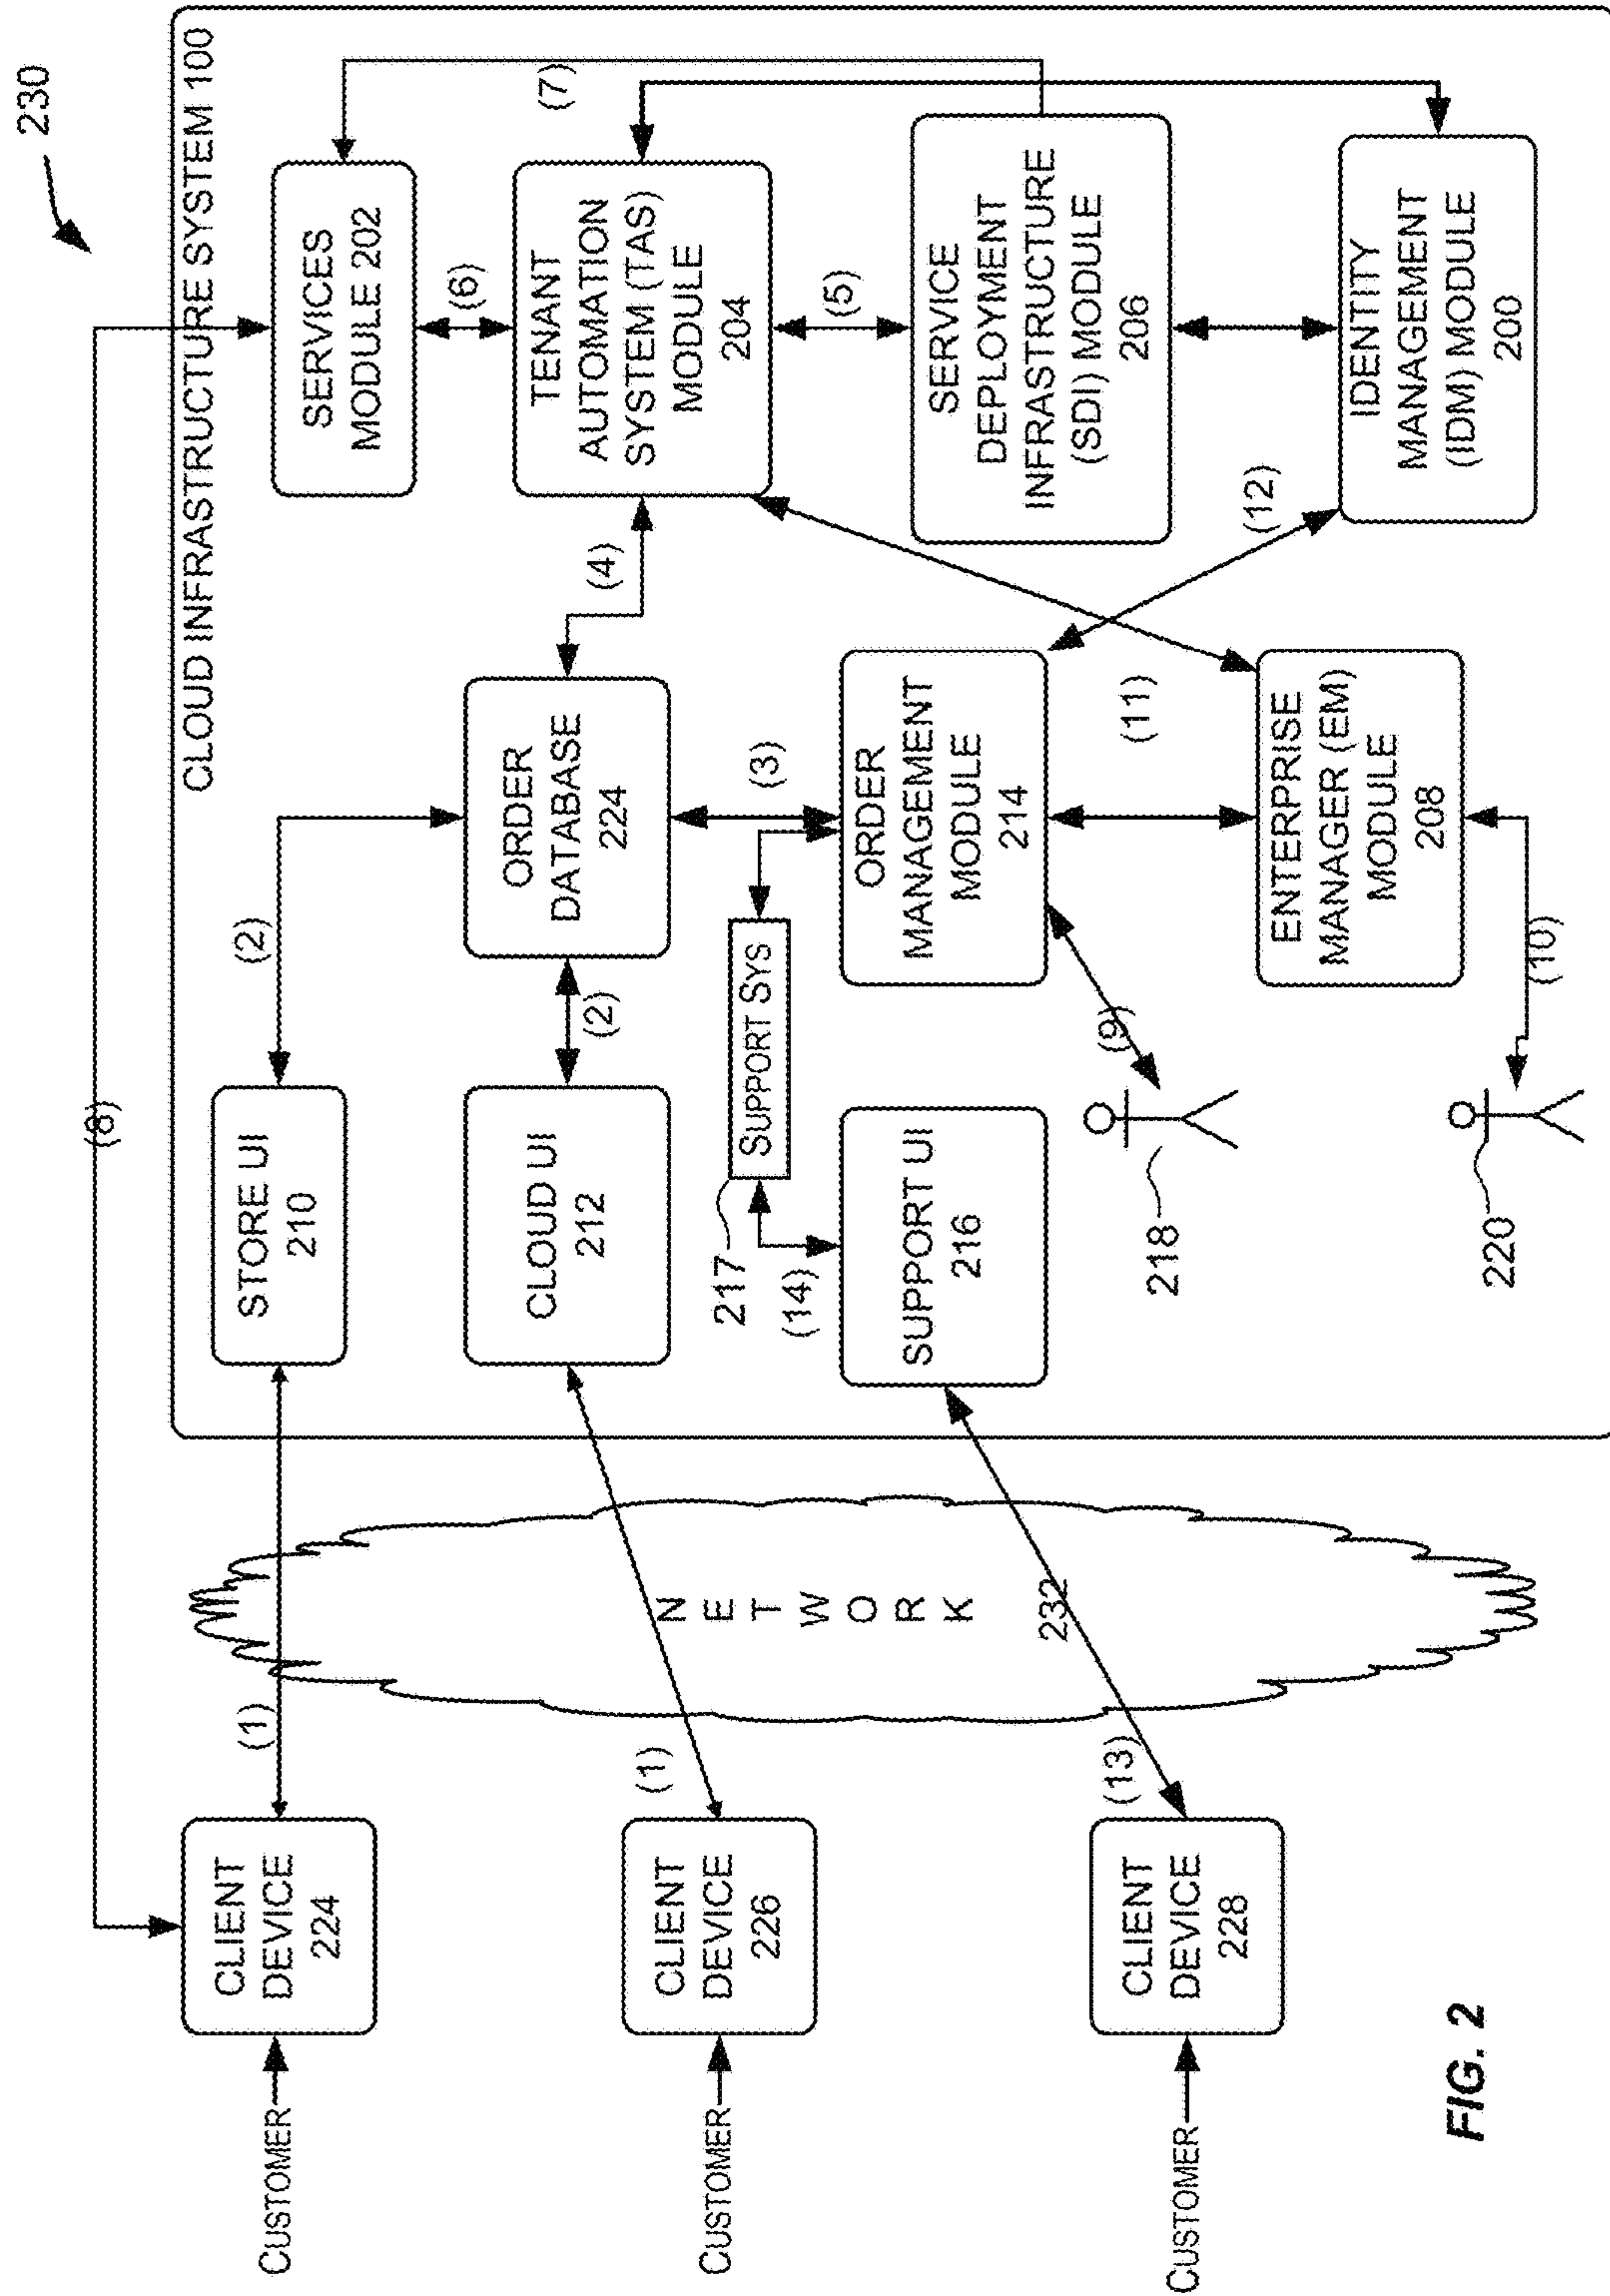 230
CLOUD INFRASTRUCTURE SYSTEM 100
(8)
CUSTOMER
CLIENT
DEVICE
224
(1)
STORE UI
210
(2)
SERVICES
MODULE 202
(7)
(6)
CUSTOMER
CLIENT
DEVICE
226
(1)
CLOUD UI
212
(2)
ORDER
DATABASE
224
(4)
TENANT
AUTOMATION
SYSTEM (TAS)
MODULE
204
(5)
NETWORK
232
217
SUPPORT SYS
(3)
(14)
CUSTOMER
CLIENT
DEVICE
228
(13)
SUPPORT UI
216
ORDER
MANAGEMENT
MODULE
214
SERVICE
DEPLOYMENT
INFRASTRUCTURE
(SDI) MODULE
206
(9)
218
(11)
(12)
ENTERPRISE
MANAGER (EM)
MODULE
208
IDENTITY
MANAGEMENT
(IDM) MODULE
200
(10)
220
FIG. 2